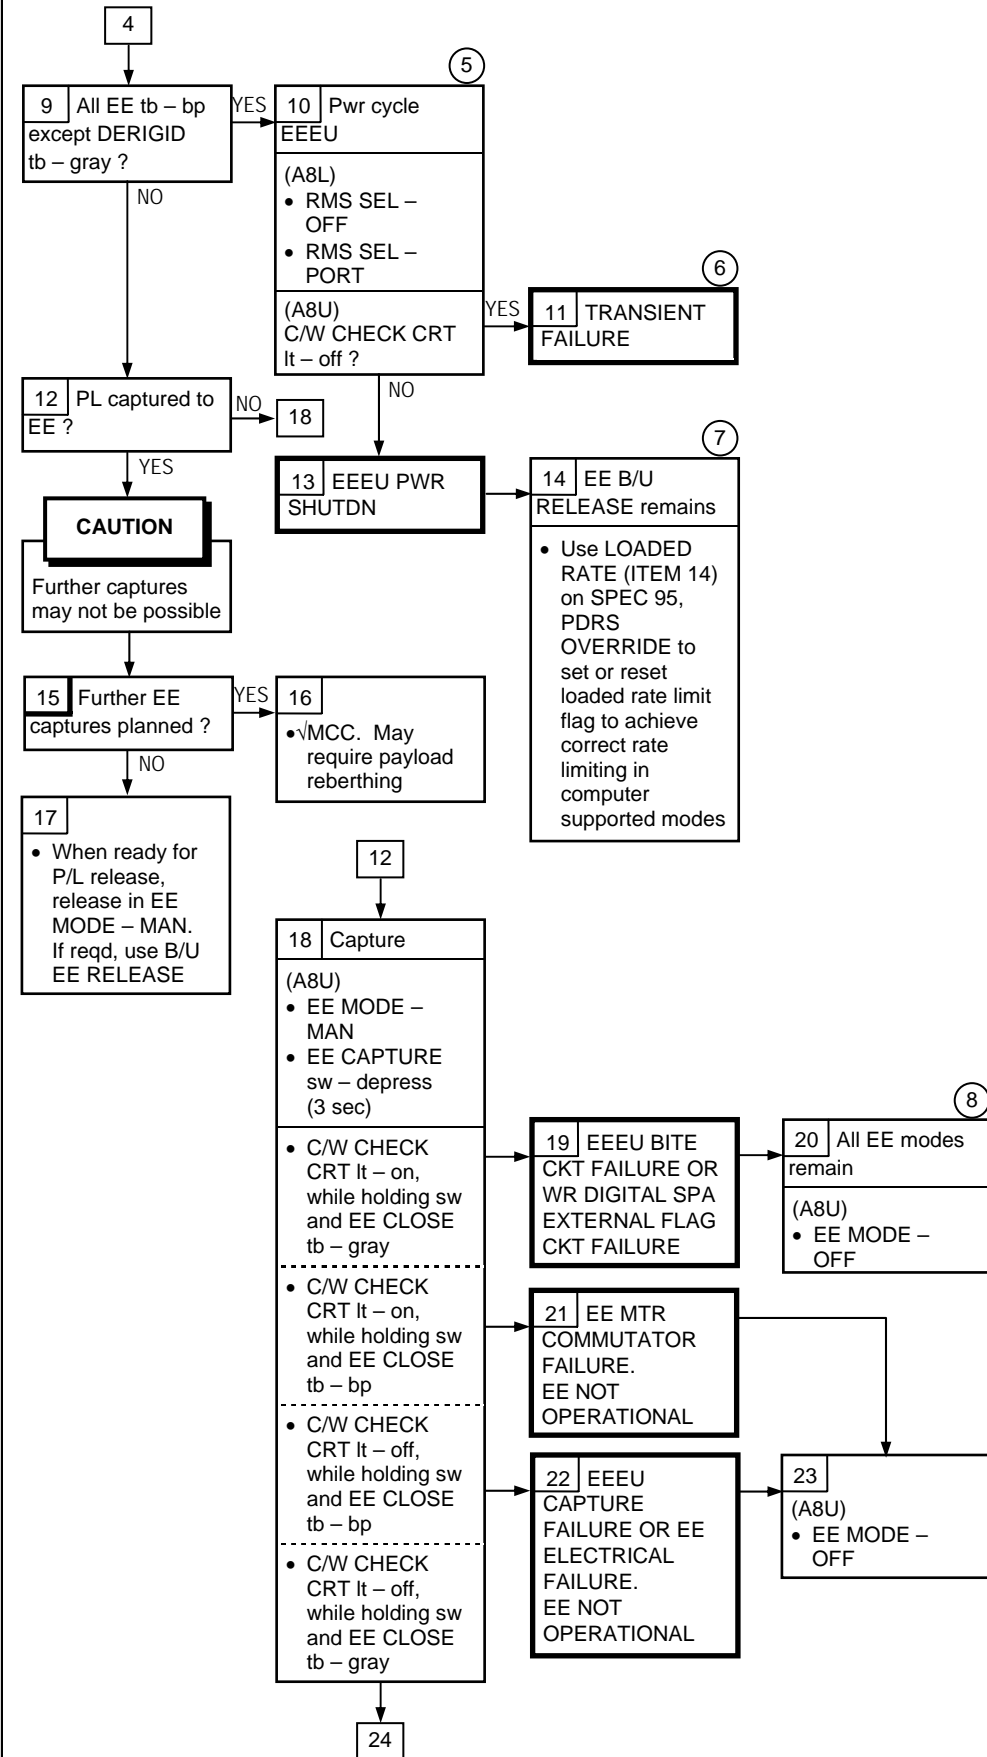 4
5
9 All EE tb – bp
except DERIGID
tb – gray ?
YES
NO
10 Pwr cycle
EEEU
(A8L)
• RMS SEL –
OFF
• RMS SEL –
PORT
(A8U)
C/W CHECK CRT
lt – off ?
YES
NO
6
11 TRANSIENT
FAILURE
12 PL captured to
EE ?
NO
18
YES
13 EEEU PWR
SHUTDN
7
14 EE B/U
RELEASE remains
• Use LOADED
RATE (ITEM 14)
on SPEC 95,
PDRS
OVERRIDE to
set or reset
loaded rate limit
flag to achieve
correct rate
limiting in
computer
supported modes
CAUTION
Further captures
may not be possible
15 Further EE
captures planned ?
YES
NO
16
•√MCC. May
require payload
reberthing
17
• When ready for
P/L release,
release in EE
MODE – MAN.
If reqd, use B/U
EE RELEASE
12
18 Capture
(A8U)
• EE MODE –
MAN
• EE CAPTURE
sw – depress
(3 sec)
• C/W CHECK
CRT lt – on,
while holding sw
and EE CLOSE
tb – gray
19 EEEU BITE
CKT FAILURE OR
WR DIGITAL SPA
EXTERNAL FLAG
CKT FAILURE
8
20 All EE modes
remain
(A8U)
• EE MODE –
OFF
• C/W CHECK
CRT lt – on,
while holding sw
and EE CLOSE
tb – bp
21 EE MTR
COMMUTATOR
FAILURE.
EE NOT
OPERATIONAL
• C/W CHECK
CRT lt – off,
while holding sw
and EE CLOSE
tb – bp
22 EEEU
CAPTURE
FAILURE OR EE
ELECTRICAL
FAILURE.
EE NOT
OPERATIONAL
23
(A8U)
• EE MODE –
OFF
• C/W CHECK
CRT lt – off,
while holding sw
and EE CLOSE
tb – gray
24